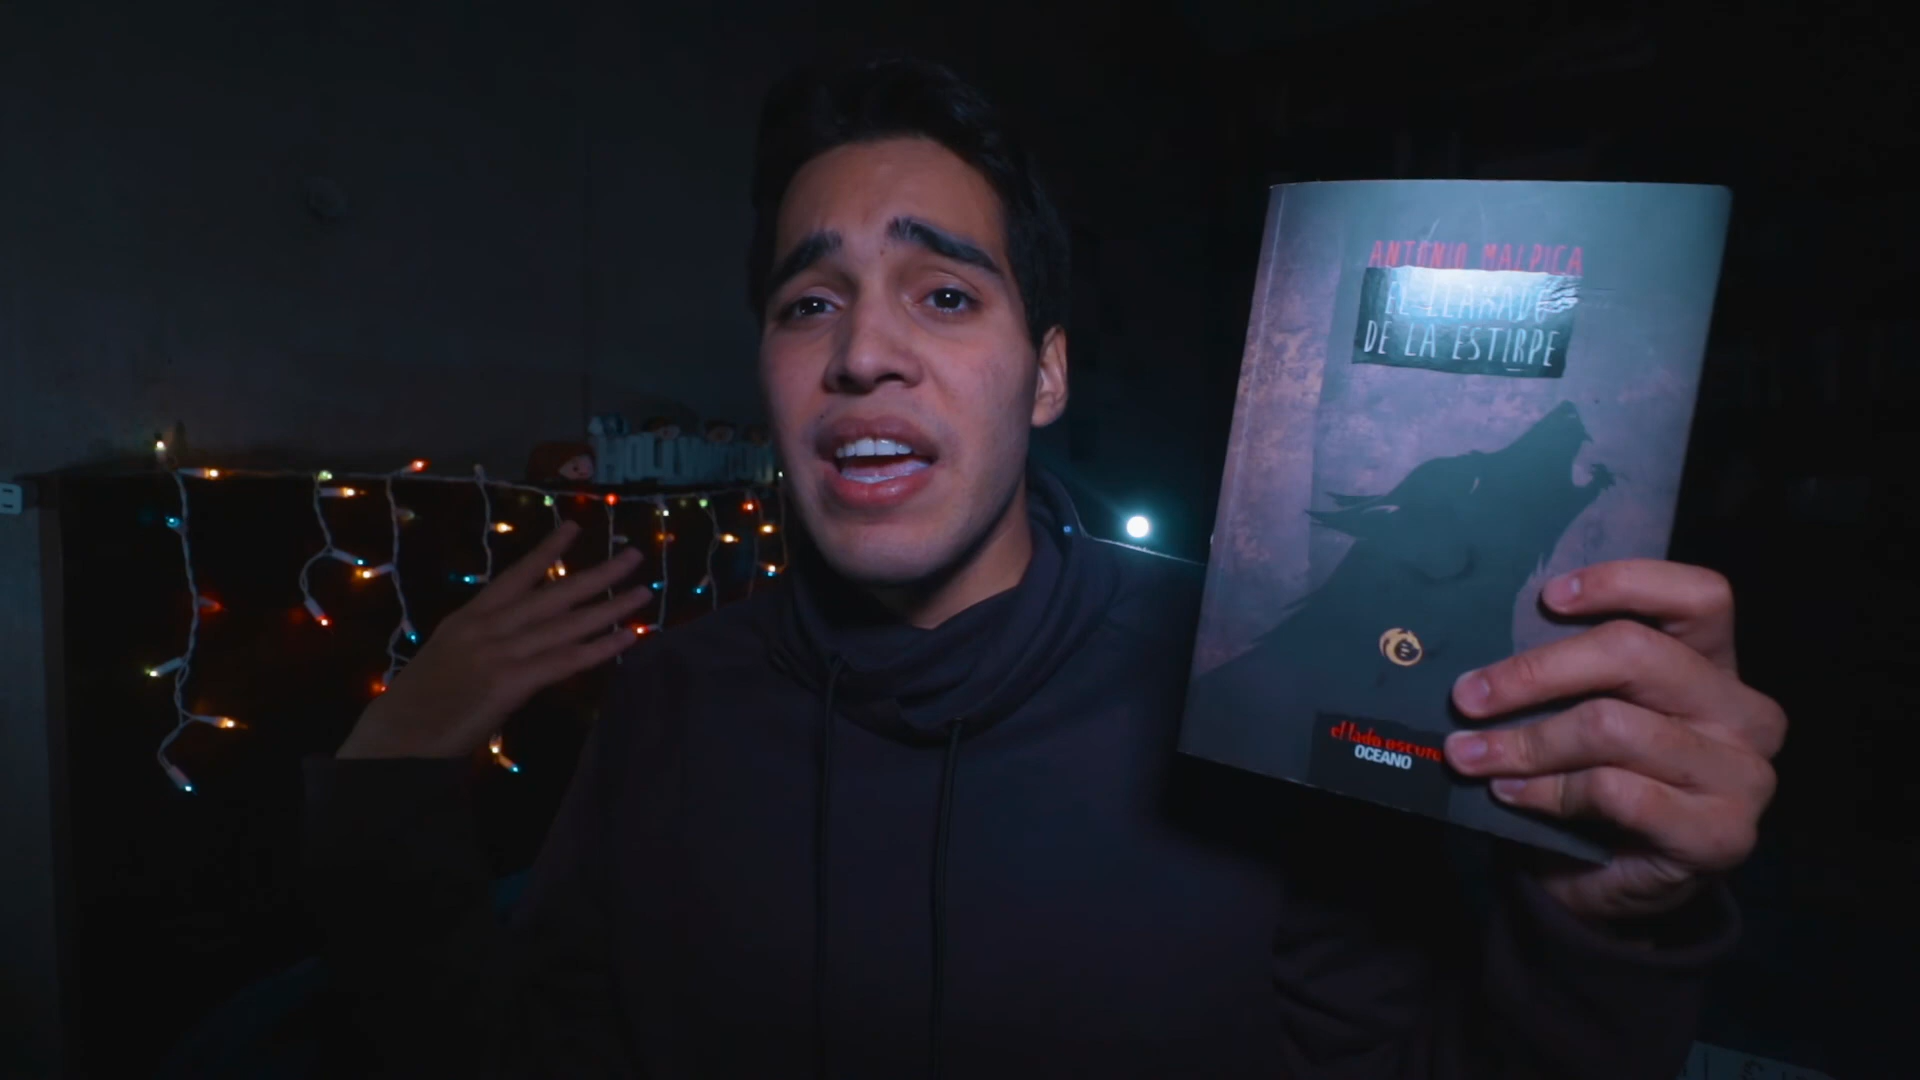 ANTONIO MALPICA
EL LLAMADO
DE LA ESTIRPE
el lado oscuro
OCEANO